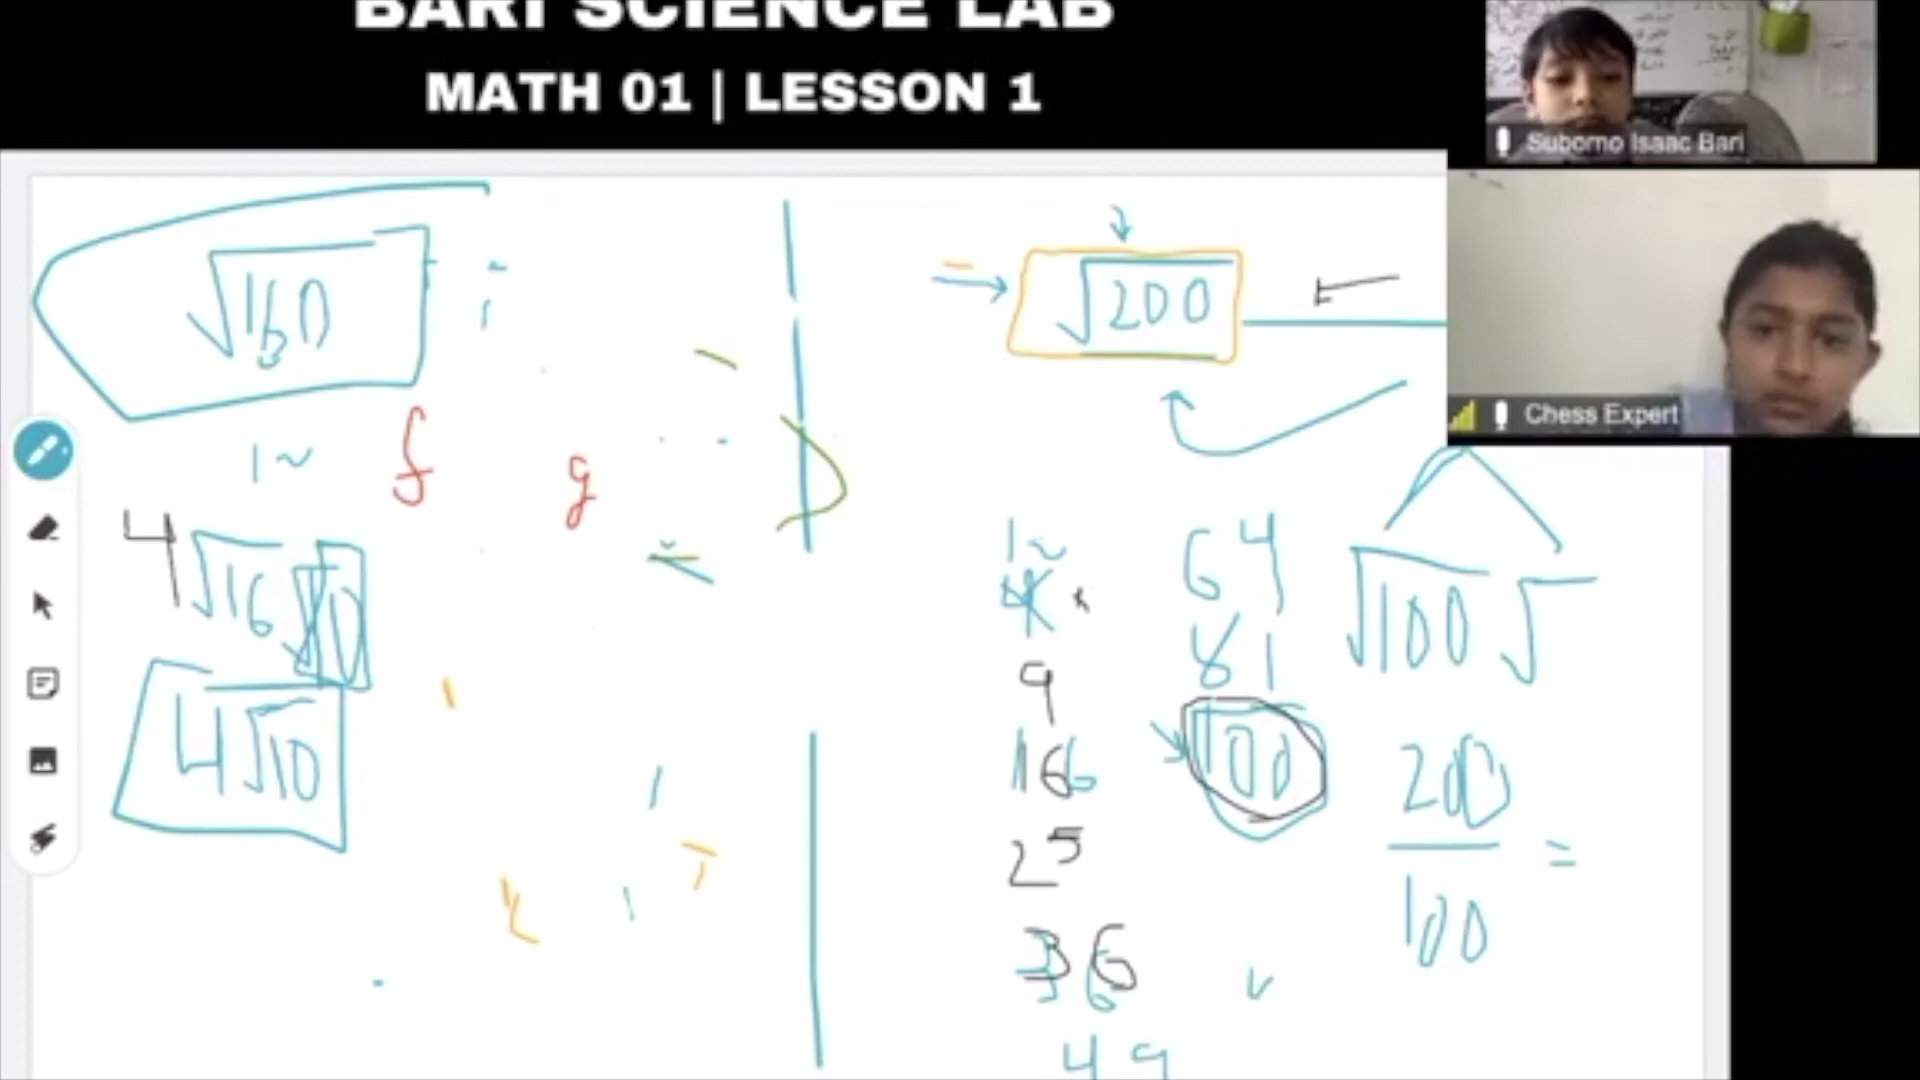 BARI SCIENCE LAB
MATH 01 | LESSON 1
Suborno Isaac Bari
Chess Expert
√160
√200
f
g
4
√16 √10
4√10
64
81
100
9
16
25
36
49
√100 √
200
100
=